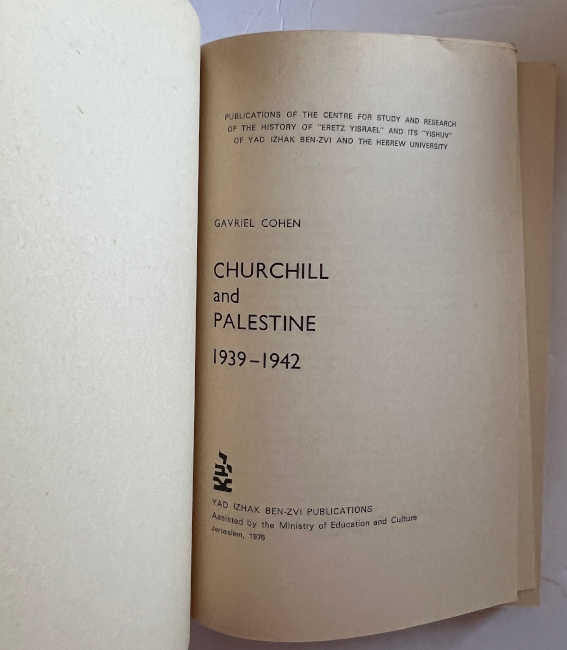 PUBLICATIONS OF THE CENTRE FOR STUDY AND RESEARCH
OF THE HISTORY OF "ERETZ YISRAEL" AND ITS "YISHUV"
OF YAD IZHAK BEN-ZVI AND THE HEBREW UNIVERSITY
GAVRIEL COHEN
CHURCHILL
and
PALESTINE
1939–1942
YAD IZHAK BEN-ZVI PUBLICATIONS
Assisted by the Ministry of Education and Culture
Jerusalem, 1976